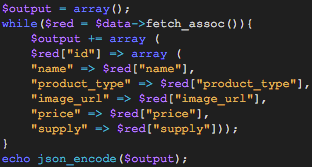 $output = array();
while($red = $data->fetch_assoc()){
$output += array (
$red["id"] => array (
"name" => $red["name"],
"product_type" => $red["product_type"],
"image_url" => $red["image_url"],
"price" => $red["price"],
"supply" => $red["supply"]));
}
echo json_encode($output);